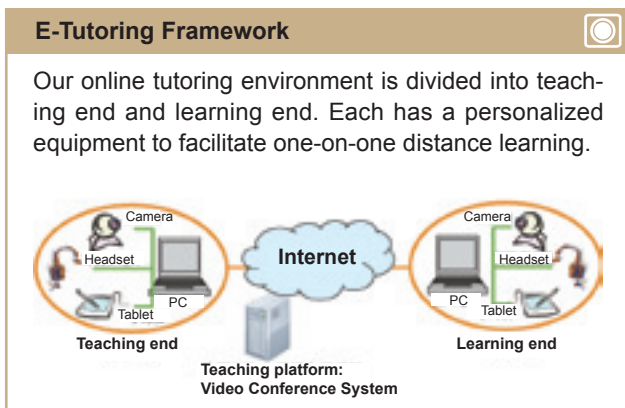 E-Tutoring Framework
Our online tutoring environment is divided into teach-
ing end and learning end. Each has a personalized
equipment to facilitate one-on-one distance learning.
Camera
Headset
Tablet
PC
Teaching end
Internet
Teaching platform:
Video Conference System
Camera
Headset
Tablet
PC
Learning end